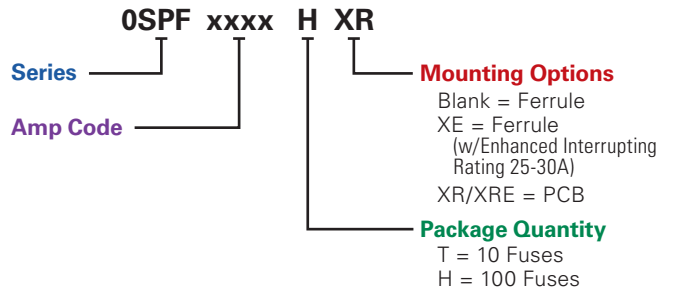 0SPF xxxx H XR
Series
Mounting Options
Blank = Ferrule
Amp Code
XE = Ferrule
(w/Enhanced Interrupting
Rating 25-30A)
XR/XRE = PCB
Package Quantity
T = 10 Fuses
H = 100 Fuses